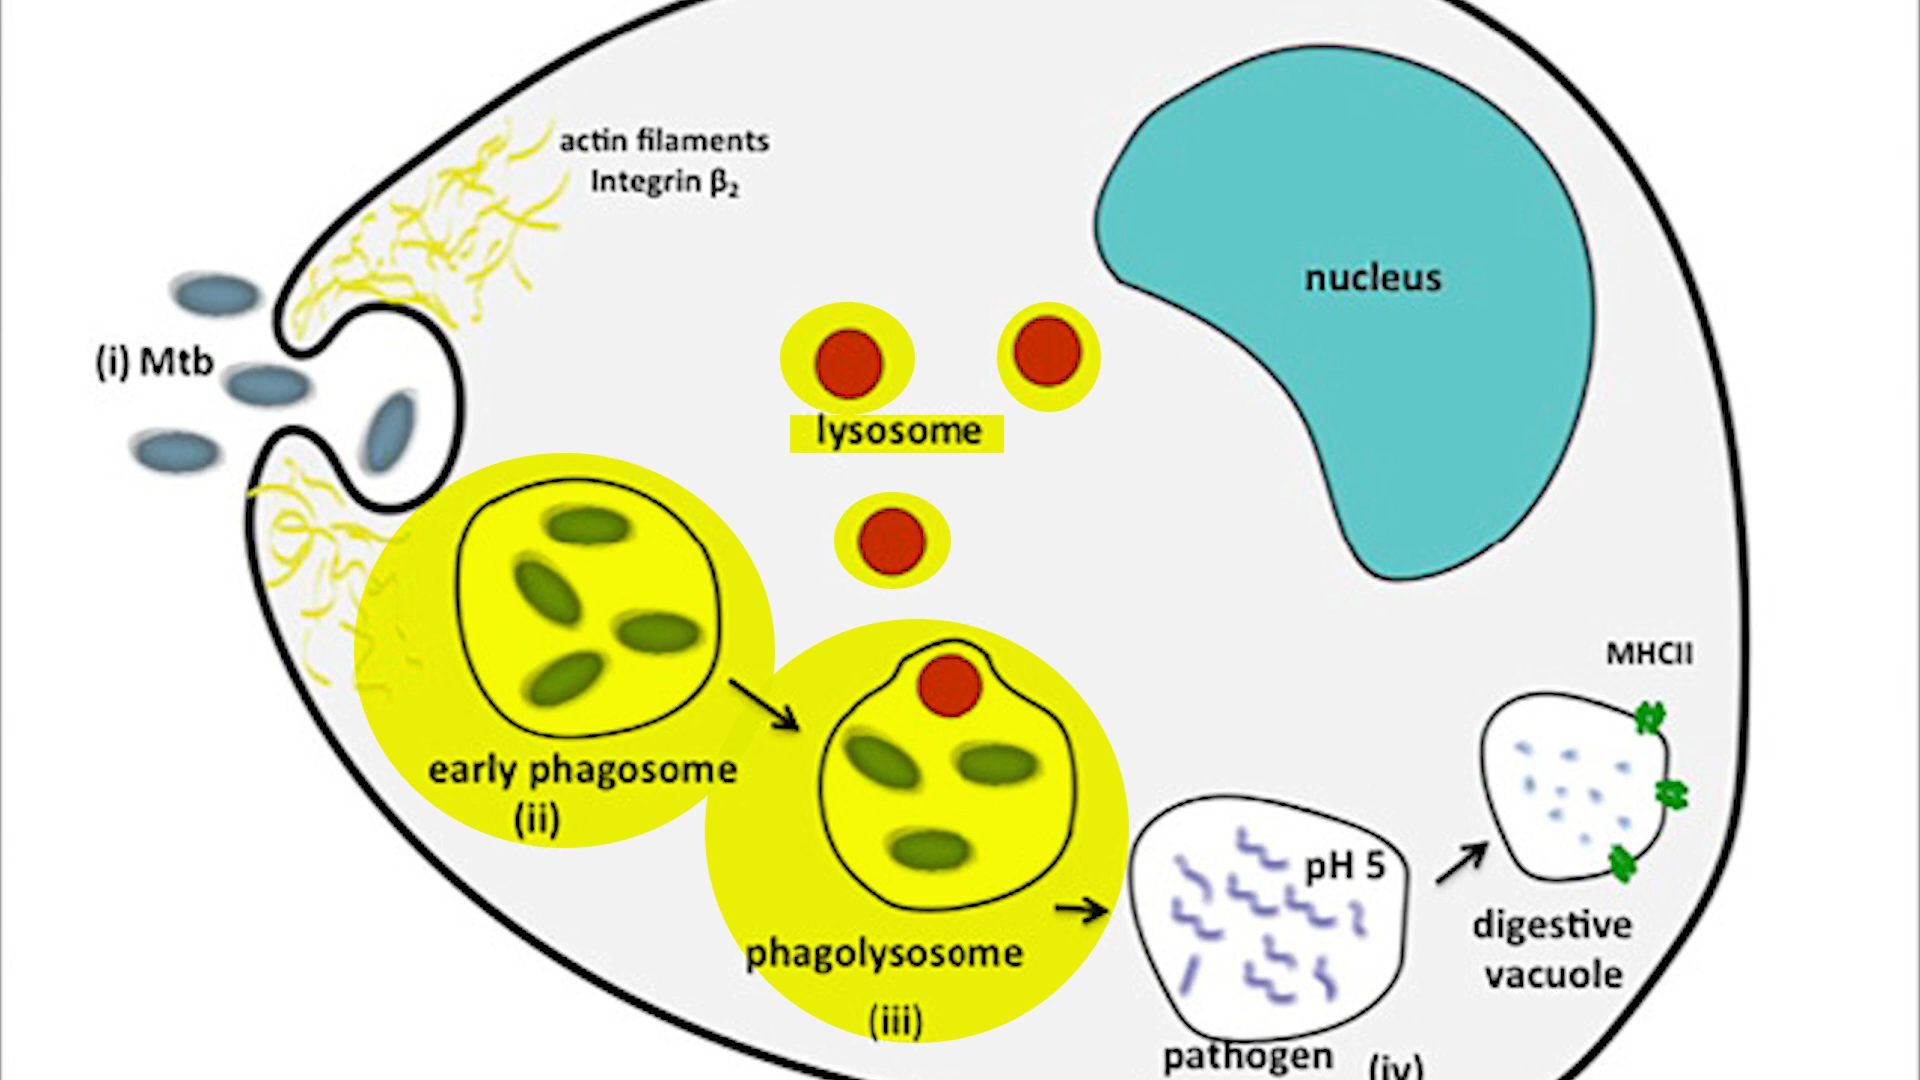 actin filaments
Integrin β₂
nucleus
(i) Mtb
lysosome
MHCII
early phagosome
(ii)
pH 5
digestive
vacuole
phagolysosome
(iii)
pathogen (iv)